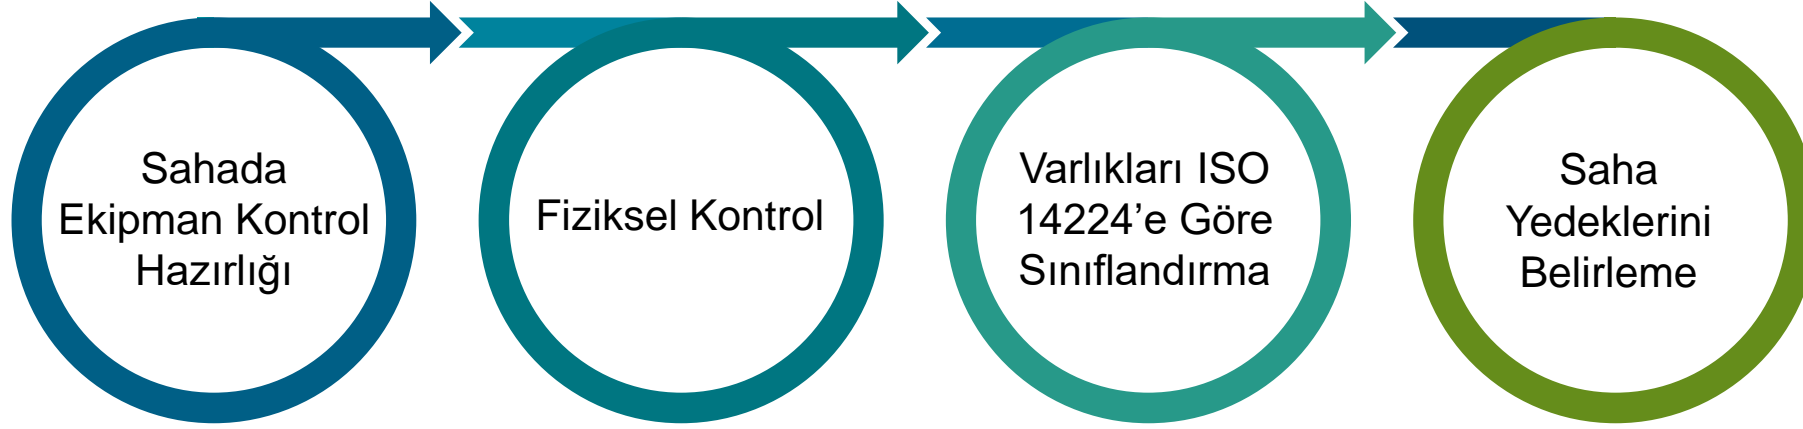 Sahada
Ekipman Kontrol
Hazırlığı
Fiziksel Kontrol
Varlıkları ISO
14224’e Göre
Sınıflandırma
Saha
Yedeklerini
Belirleme